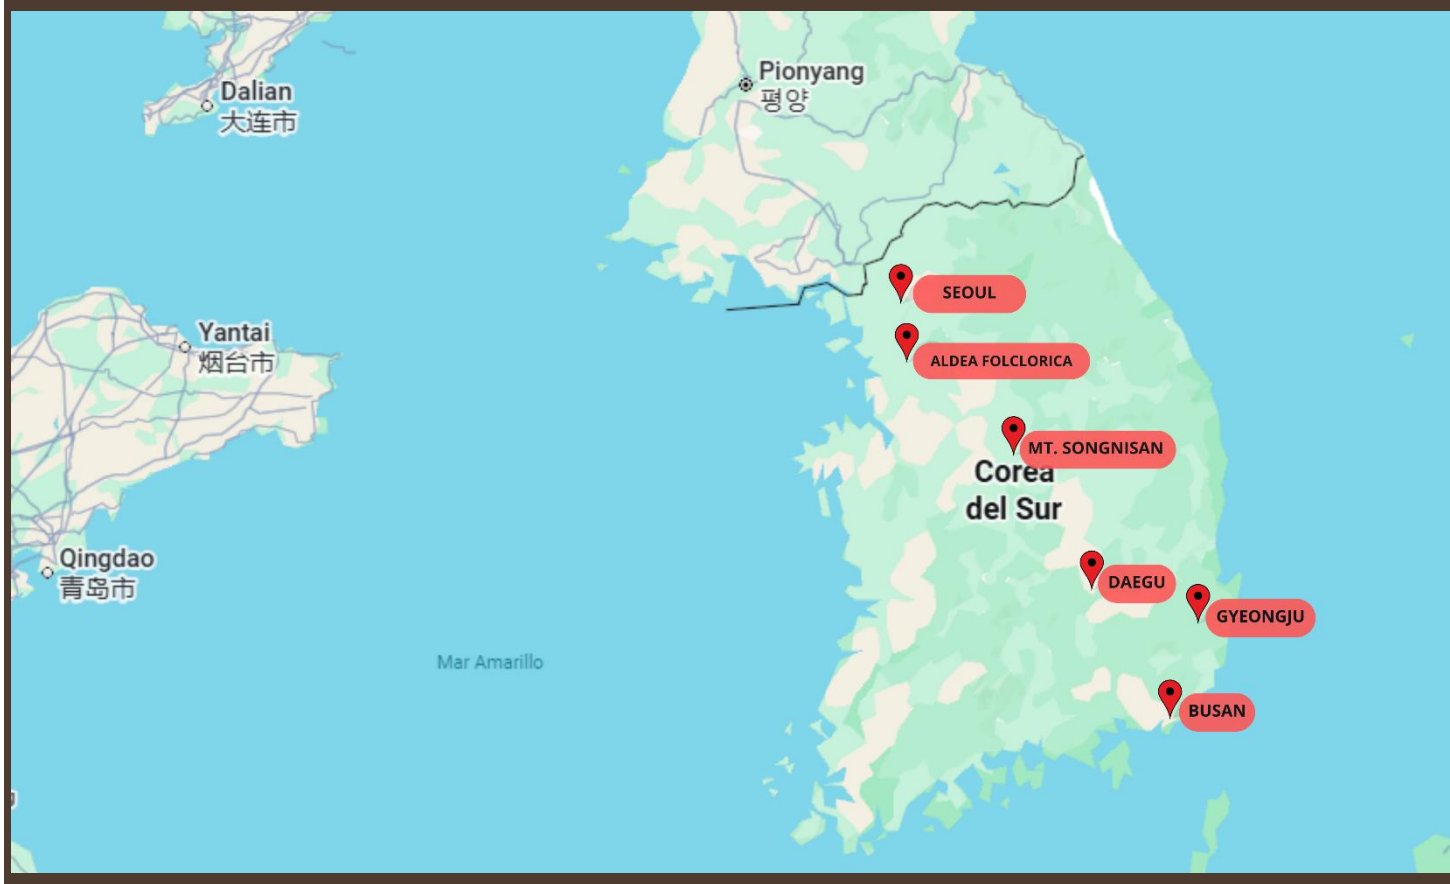 Pionyang
평양
Dalian
大连市
SEOUL
Yantai
烟台市
ALDEA FOLCLORICA
MT. SONGNISAN
Corea
del Sur
Qingdao
青岛市
DAEGU
GYEONGJU
Mar Amarillo
BUSAN